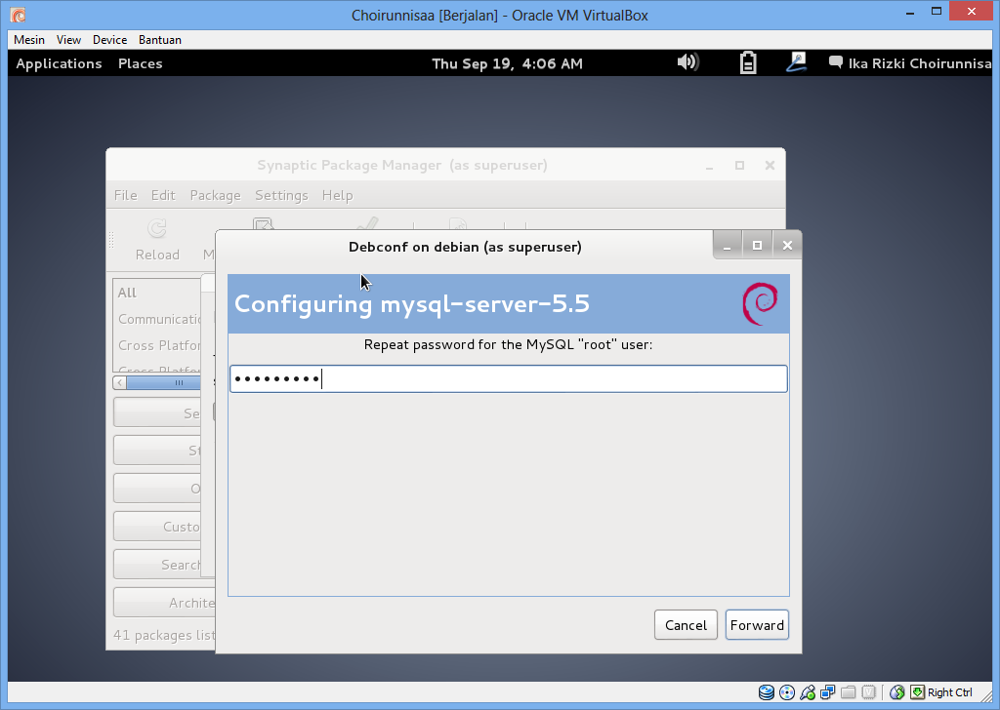 Choirunnisaa [Berjalan] - Oracle VM VirtualBox
Mesin View Device Bantuan
Applications Places Thu Sep 19, 4:06 AM Ika Rizki Choirunnisa
Synaptic Package Manager (as superuser)
File Edit Package Settings Help
Reload M
Debconf on debian (as superuser)
Configuring mysql-server-5.5
Repeat password for the MySQL "root" user:
•••••••••
All
Communicatio
Cross Platfor
Cross Platfor
Se
St
O
Custo
Search
Archite
41 packages list
Cancel Forward
Right Ctrl